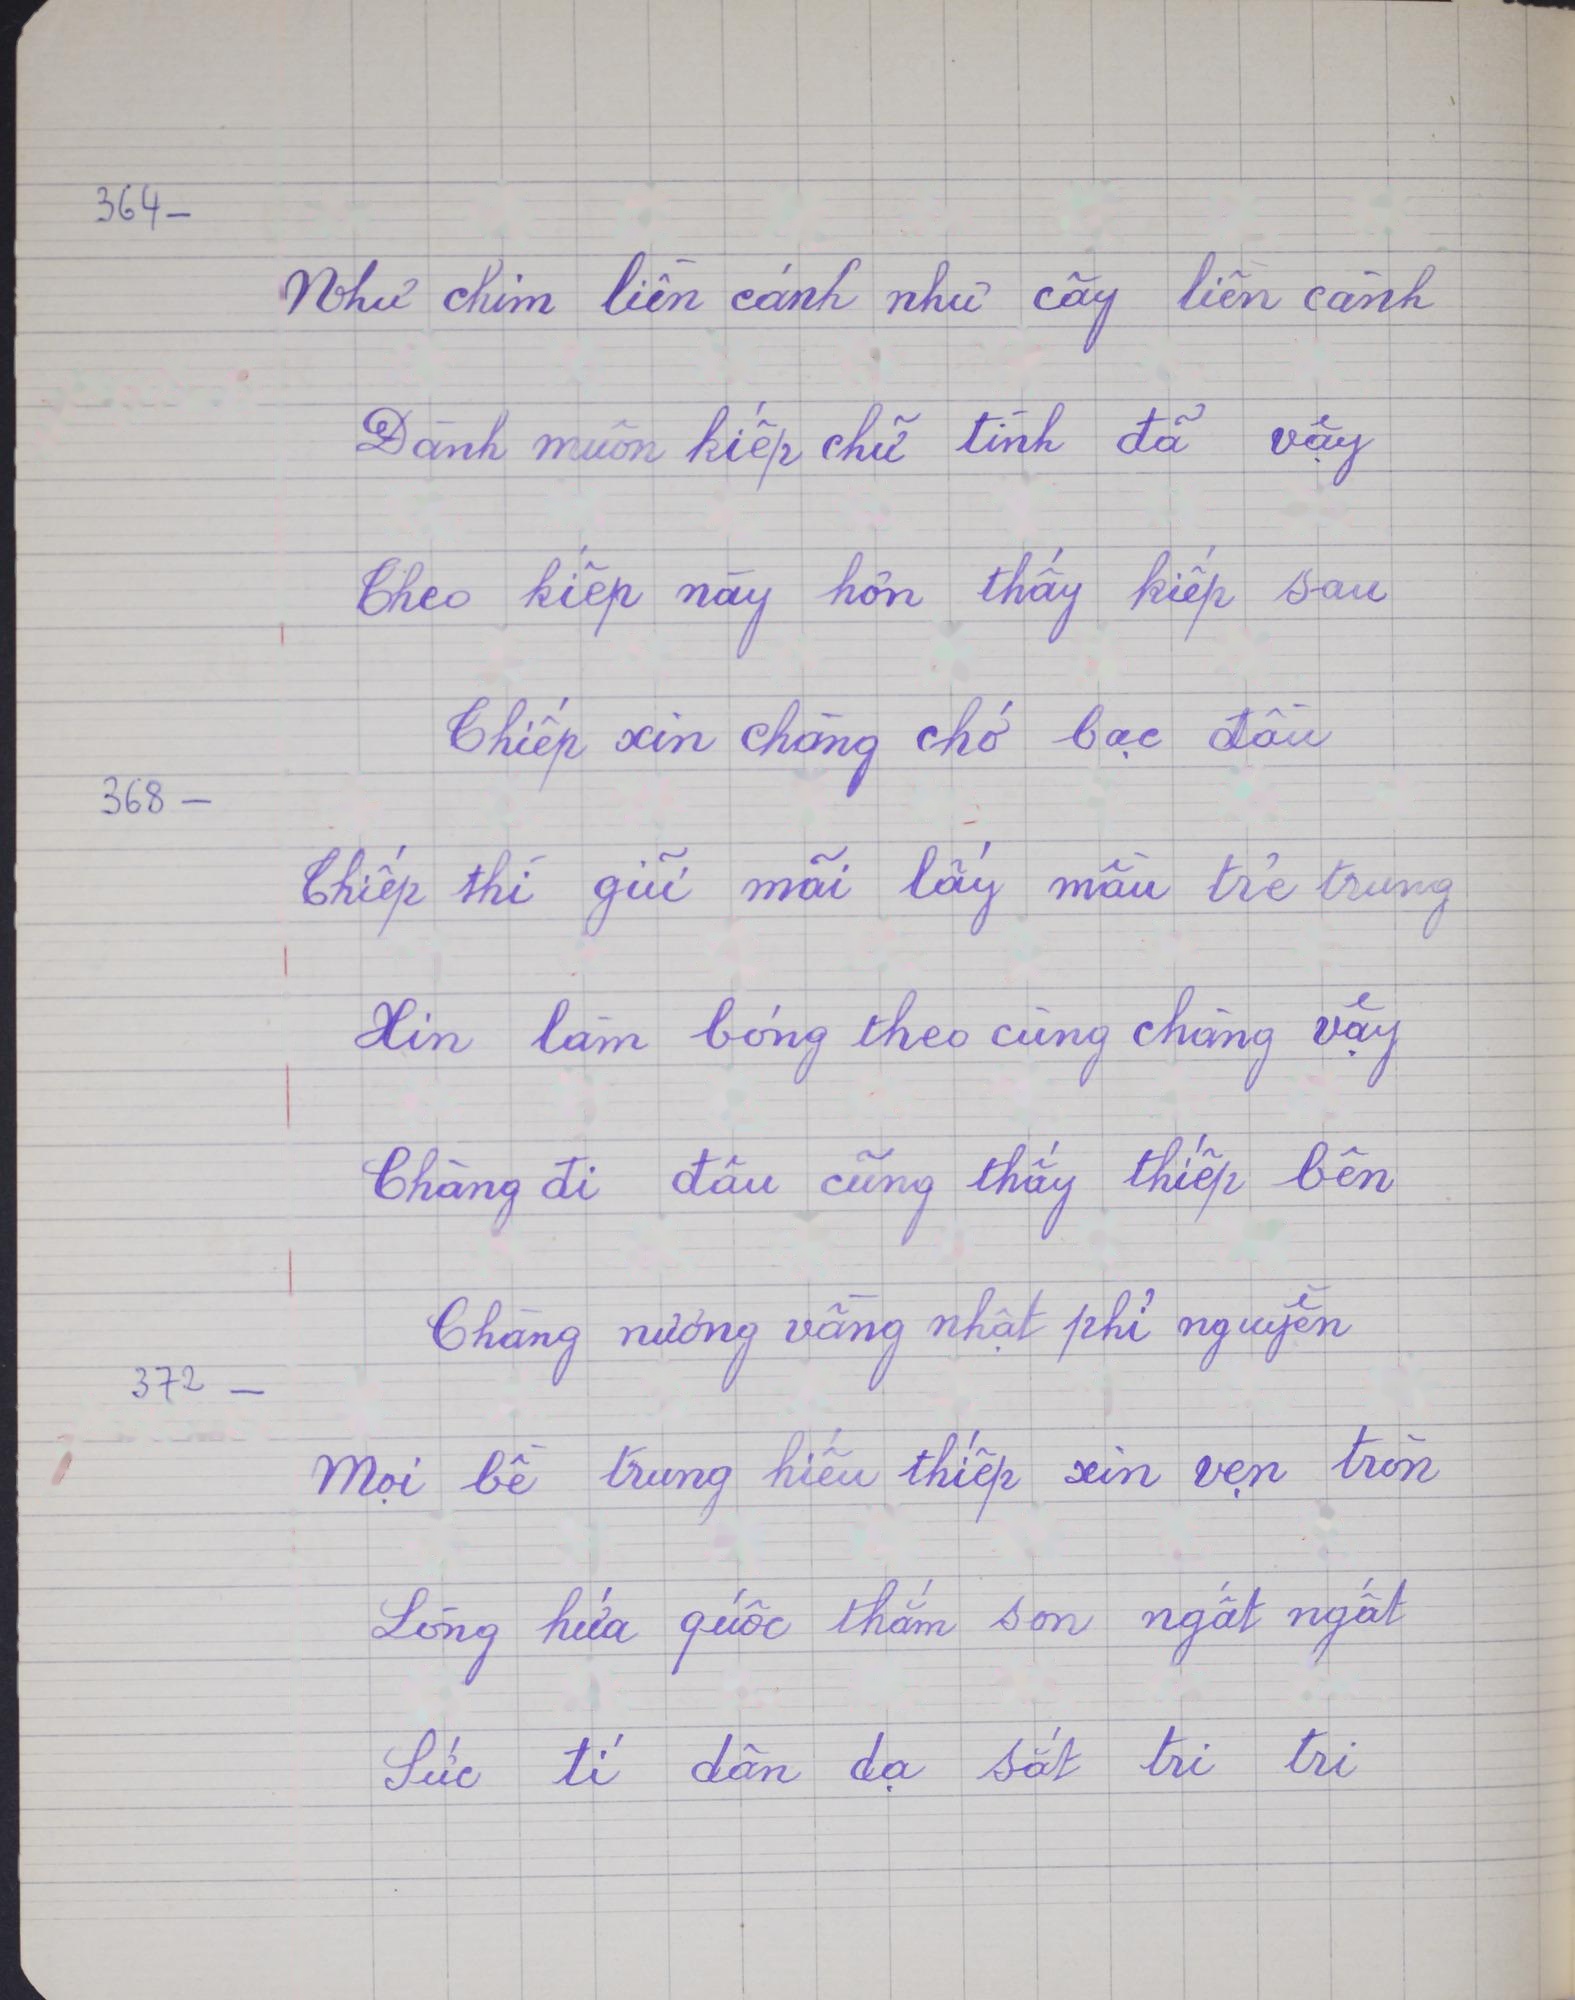 364 –
Như chim liền cánh như cây liền cành
Đành muôn kiếp chữ tình đã vậy
Theo kiếp này hơn thấy kiếp sau
Thiếp xin chàng chớ bạc đầu
368 –
Thiếp thì giữ mãi lấy mầu trẻ trung
Xin làm bóng theo cùng chàng vậy
Chàng đi đâu cũng thấy thiếp bên
Chàng nương vầng nhật phỉ nguyền
372 –
Mọi bề trung hiếu thiếp xin vẹn tròn
Lòng hứa quốc thắm son ngất ngất
Sức tí dân dạ sắt tri tri